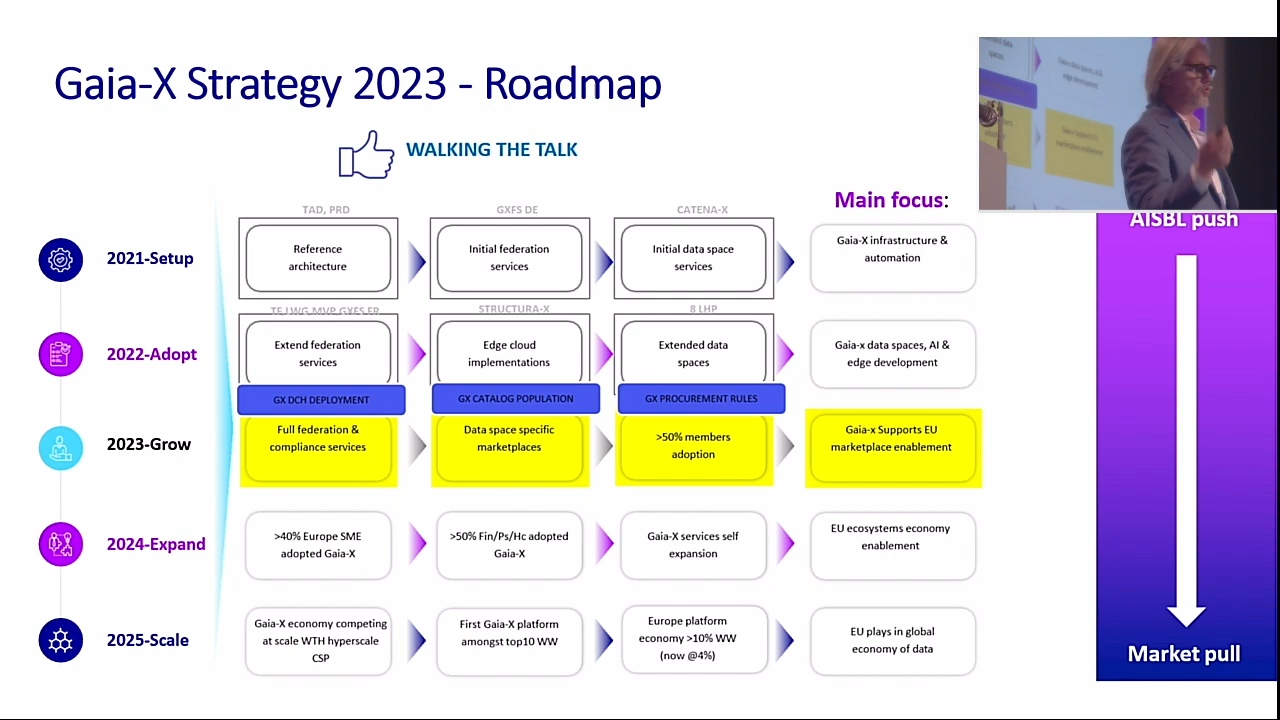 Gaia-X Strategy 2023 - Roadmap
WALKING THE TALK
Main focus:
AISBL push
TAD, PRD
GXFS DE
CATENA-X
2021-Setup
Reference
architecture
Initial federation
services
Initial data space
services
Gaia-X infrastructure &
automation
STRUCTURA-X
8 LHP
2022-Adopt
Extend federation
services
Edge cloud
implementations
Extended data
spaces
Gaia-x data spaces, AI &
edge development
GX DCH DEPLOYMENT
GX CATALOG POPULATION
GX PROCUREMENT RULES
2023-Grow
Full federation &
compliance services
Data space specific
marketplaces
>50% members
adoption
Gaia-x Supports EU
marketplace enablement
2024-Expand
>40% Europe SME
adopted Gaia-X
>50% Fin/Ps/Hc adopted
Gaia-X
Gaia-X services self
expansion
EU ecosystems economy
enablement
2025-Scale
Gaia-X economy competing
at scale WTH hyperscale
CSP
First Gaia-X platform
amongst top10 WW
Europe platform
economy >10% WW
(now @4%)
EU plays in global
economy of data
Market pull